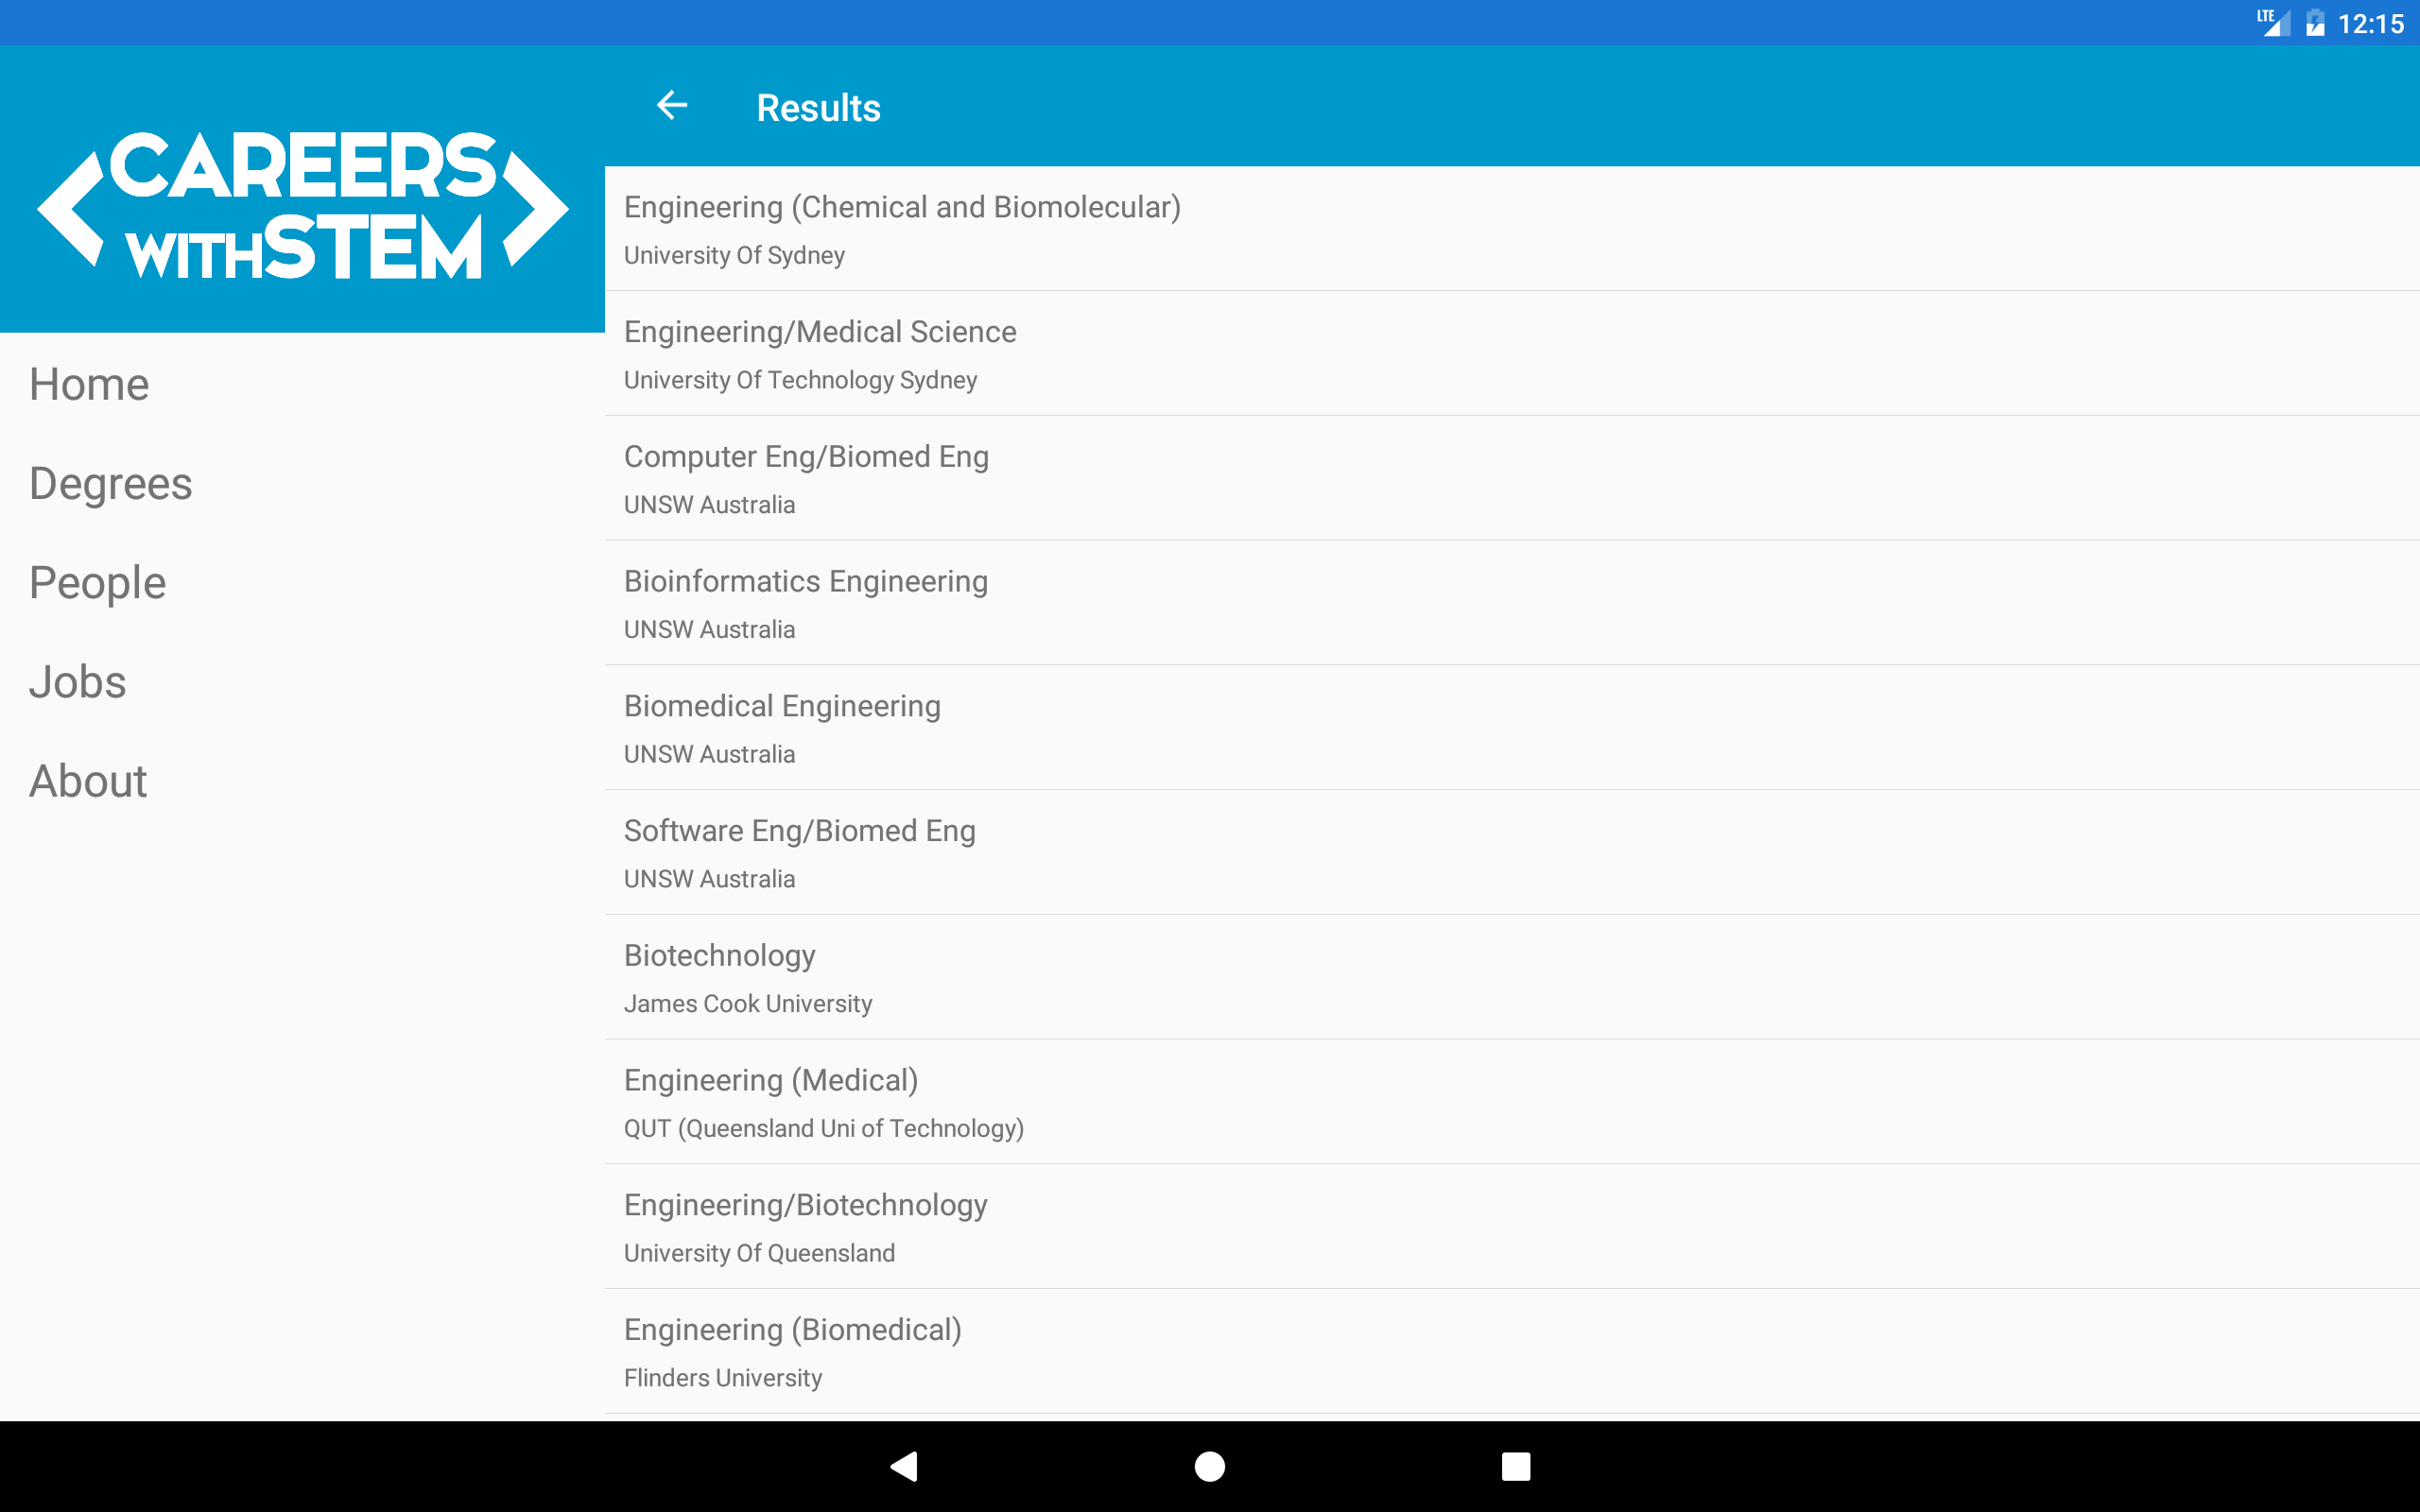 LTE 12:15
CAREERS
WITH STEM
Home
Degrees
People
Jobs
About
Results
Engineering (Chemical and Biomolecular)
University Of Sydney
Engineering/Medical Science
University Of Technology Sydney
Computer Eng/Biomed Eng
UNSW Australia
Bioinformatics Engineering
UNSW Australia
Biomedical Engineering
UNSW Australia
Software Eng/Biomed Eng
UNSW Australia
Biotechnology
James Cook University
Engineering (Medical)
QUT (Queensland Uni of Technology)
Engineering/Biotechnology
University Of Queensland
Engineering (Biomedical)
Flinders University